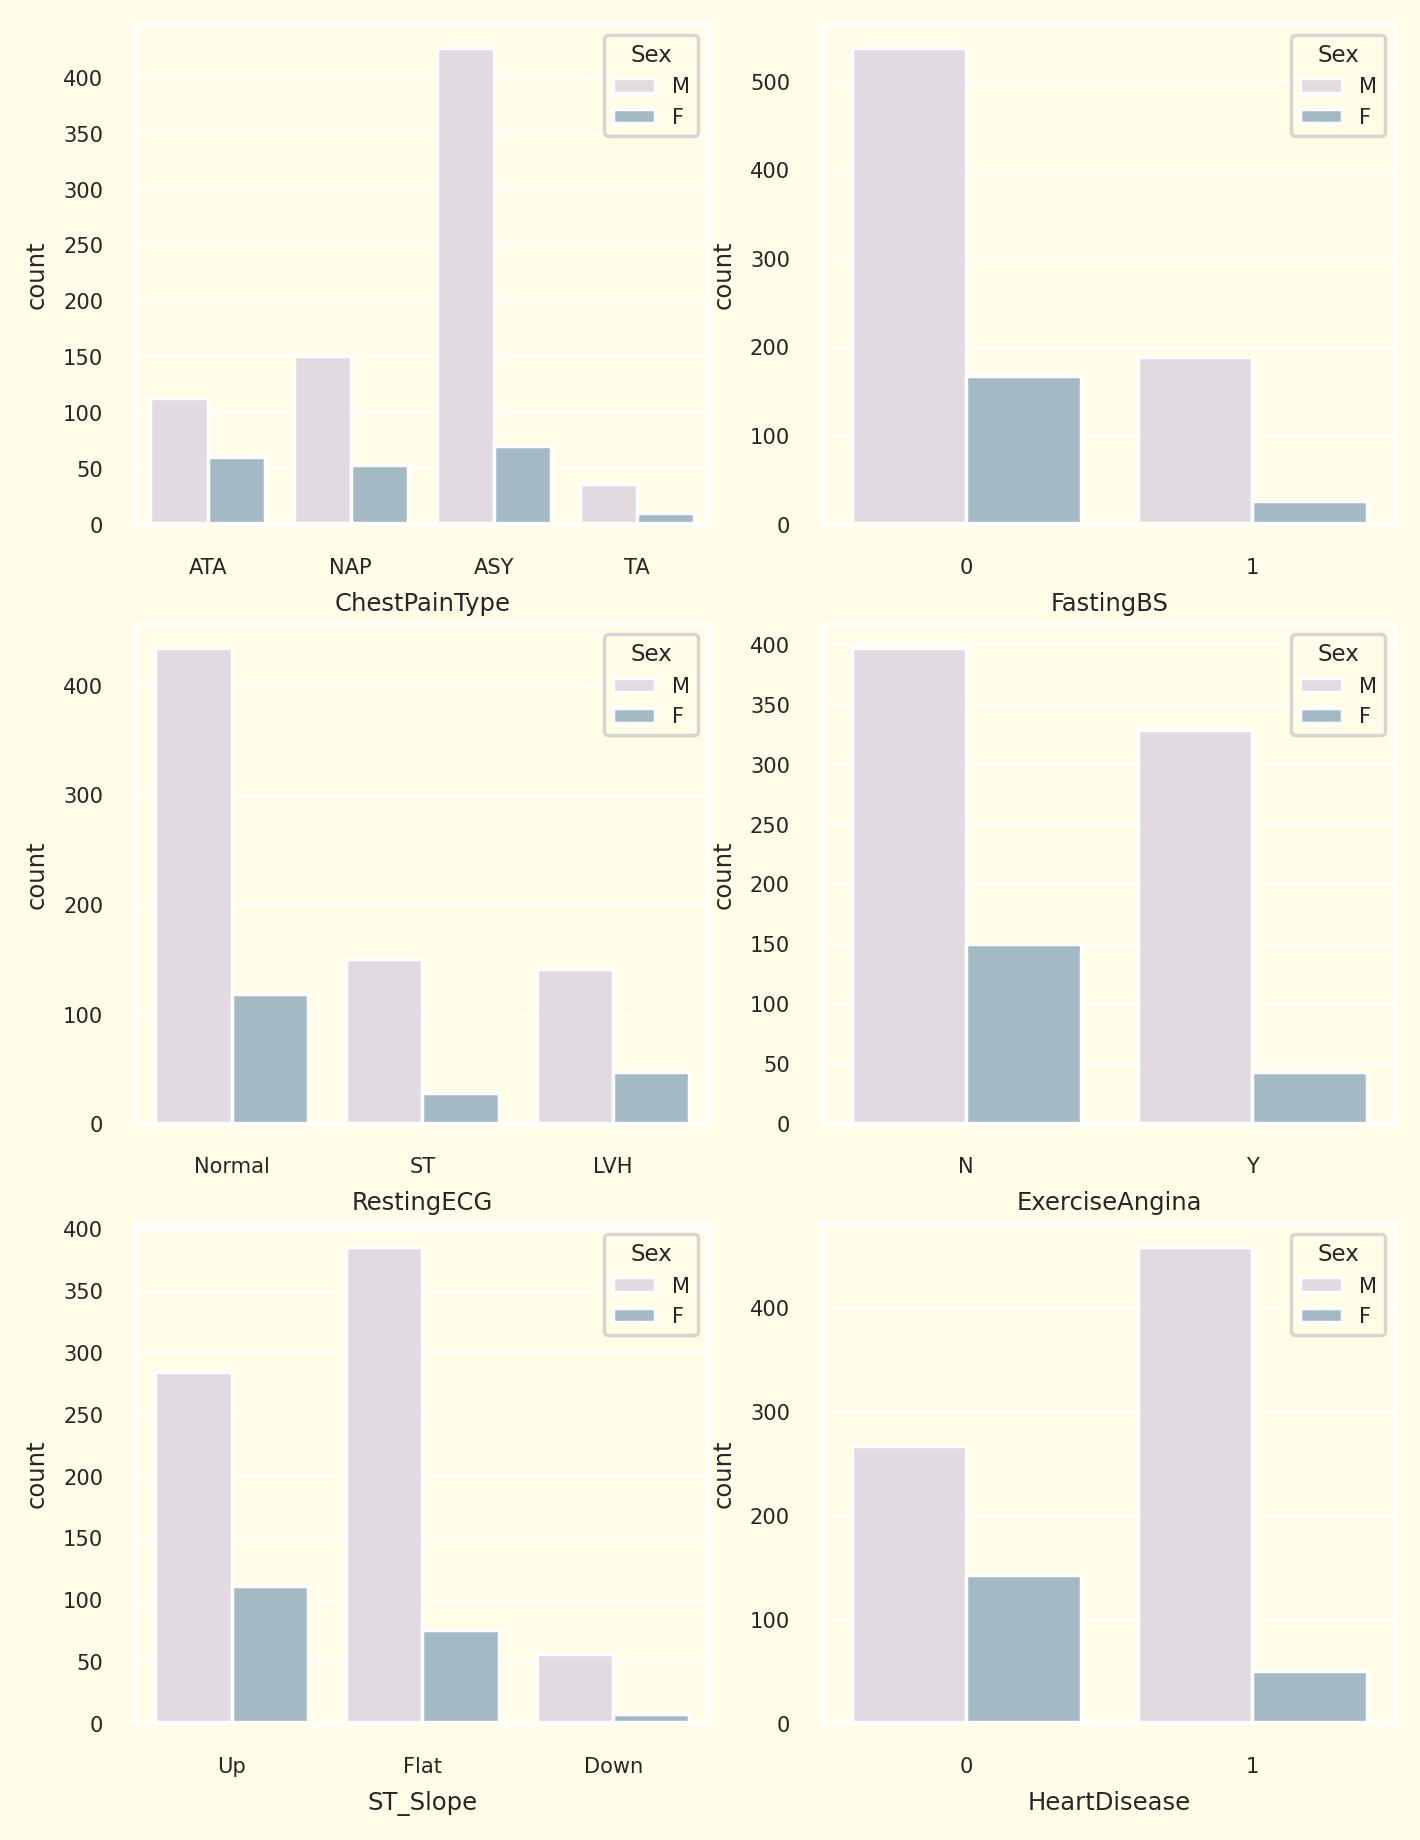 count
400
350
300
250
200
150
100
50
0
Sex
M
F
ATA NAP ASY TA
ChestPainType
count
500
400
300
200
100
0
Sex
M
F
0 1
FastingBS
count
400
300
200
100
0
Sex
M
F
Normal ST LVH
RestingECG
count
400
350
300
250
200
150
100
50
0
Sex
M
F
N Y
ExerciseAngina
count
400
350
300
250
200
150
100
50
0
Sex
M
F
Up Flat Down
ST_Slope
count
400
300
200
100
0
Sex
M
F
0 1
HeartDisease